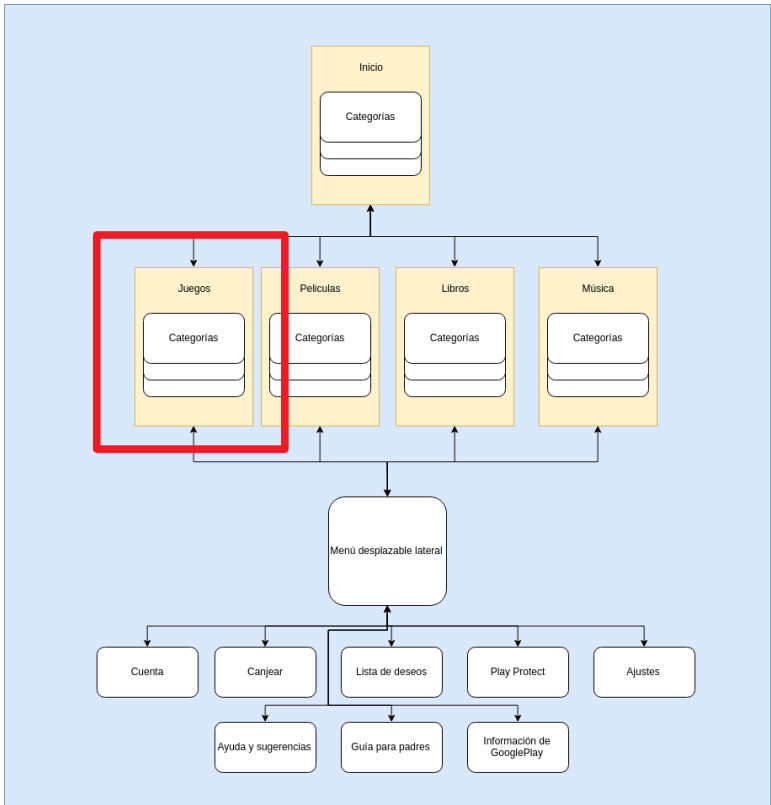 Inicio
Categorías
Juegos
Peliculas
Libros
Música
Categorías
Categorías
Categorías
Categorías
Menú desplazable lateral
Cuenta
Canjear
Lista de deseos
Play Protect
Ajustes
Ayuda y sugerencias
Guía para padres
Información de
GooglePlay